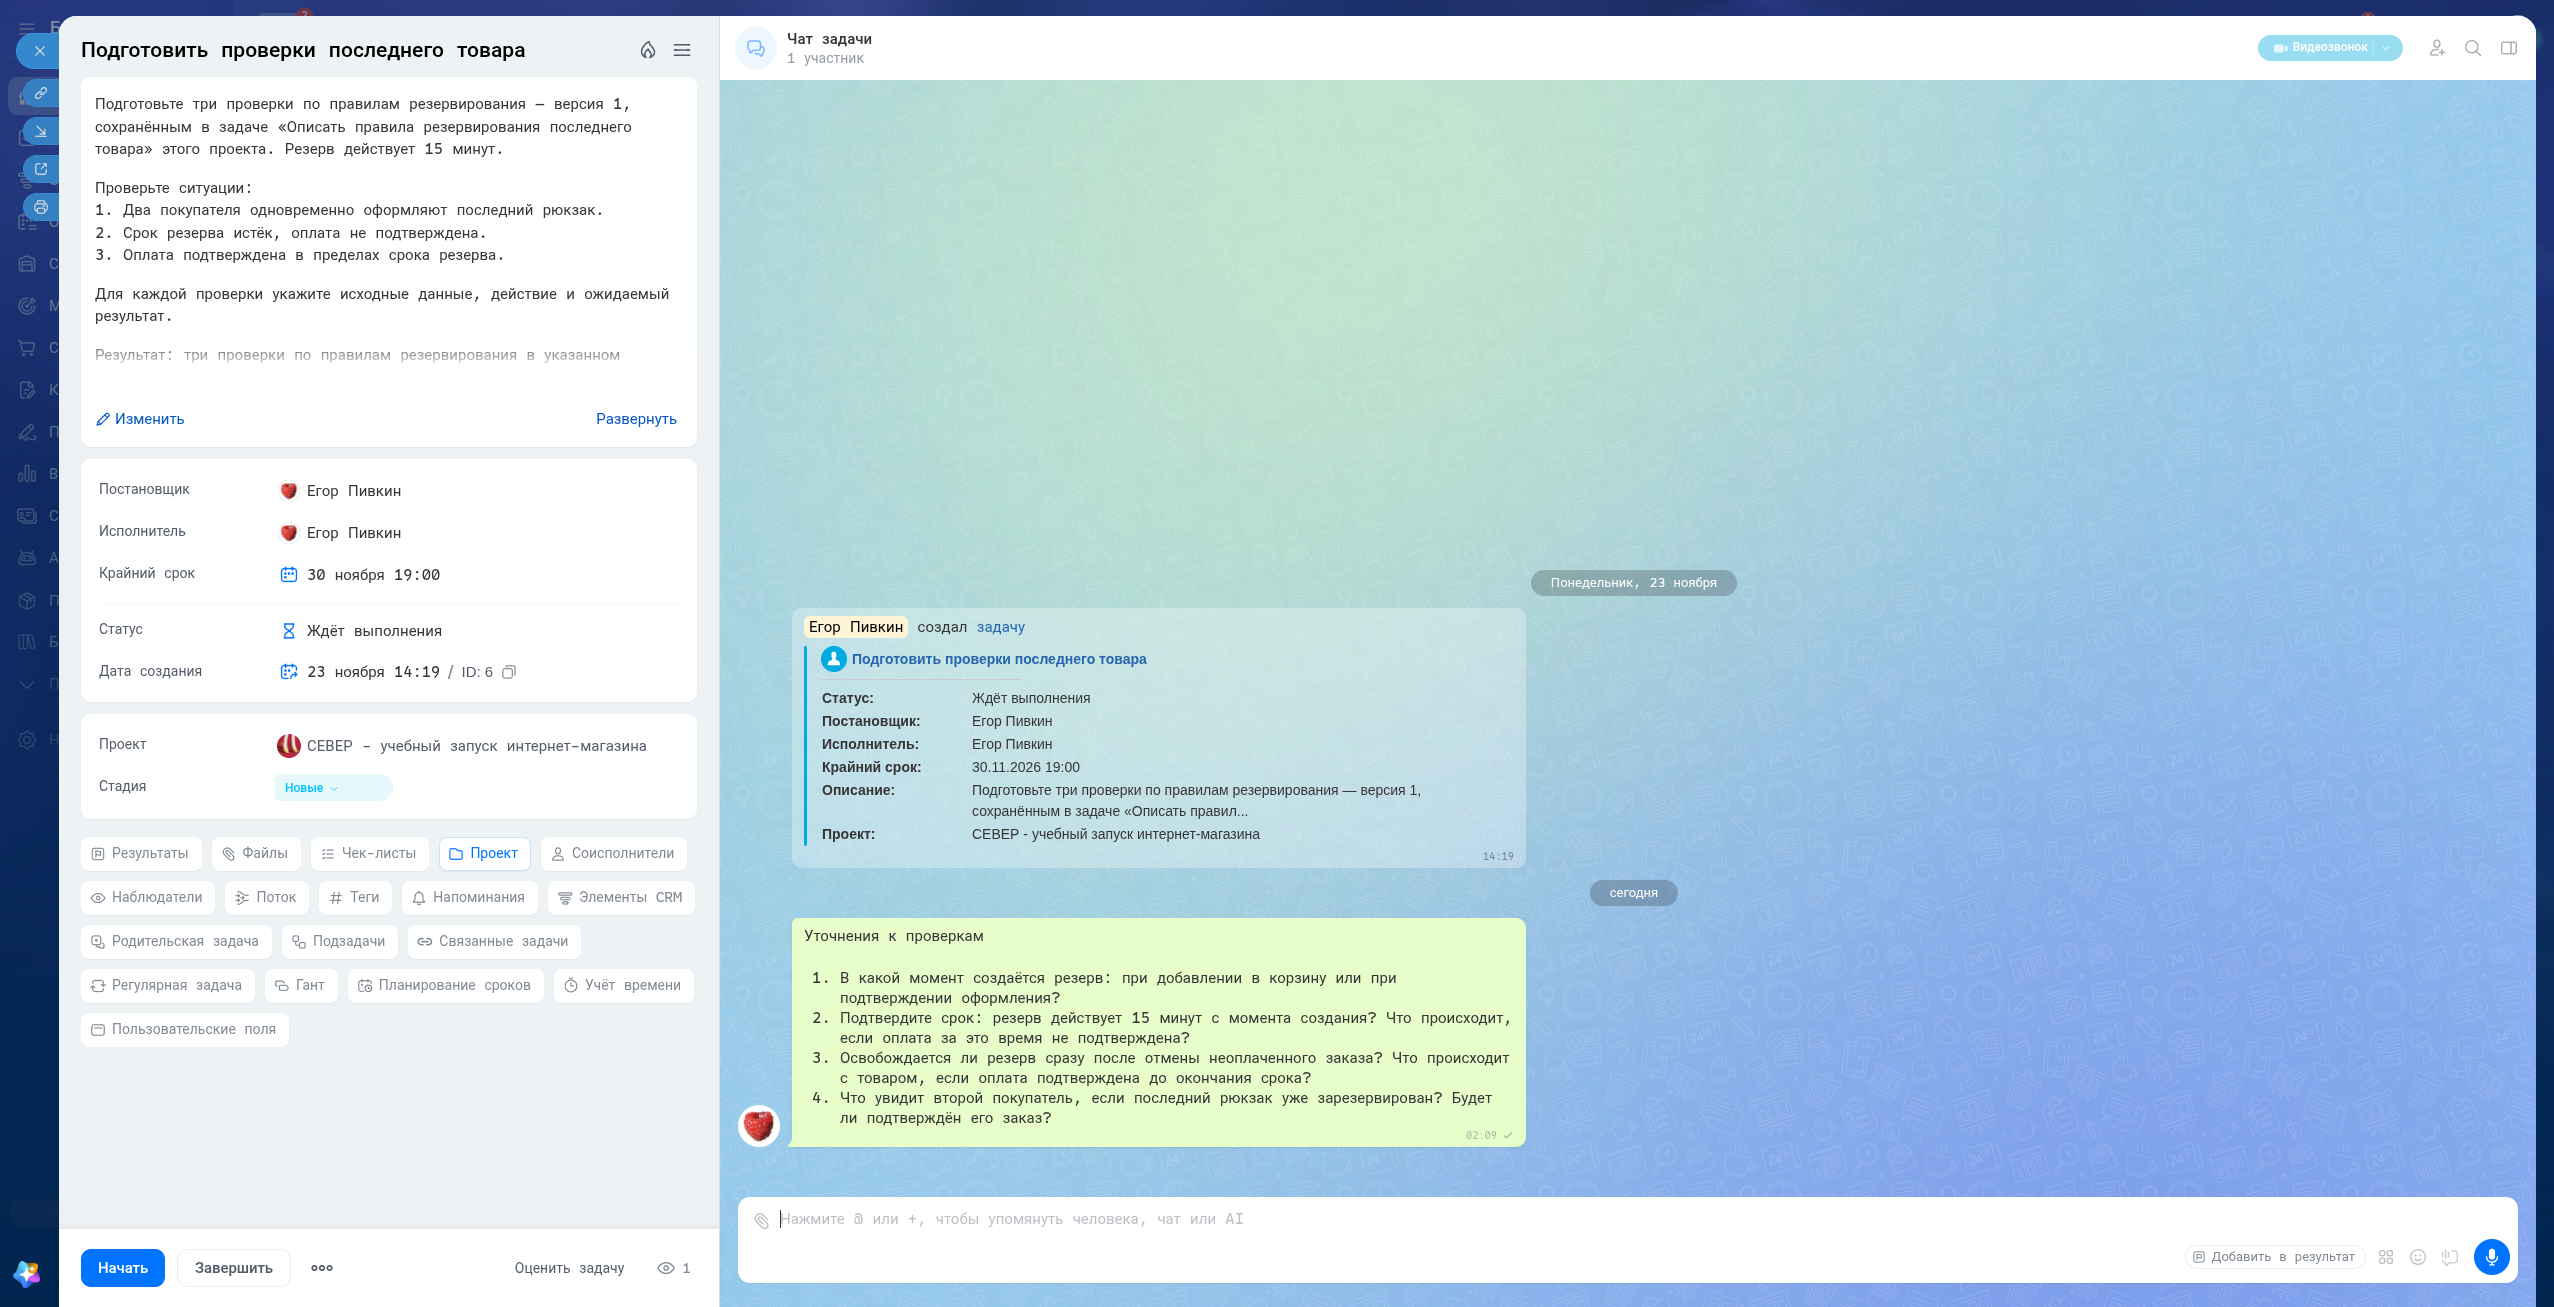 Подготовить проверки последнего товара
Подготовьте три проверки по правилам резервирования — версия 1,
сохранённым в задаче «Описать правила резервирования последнего
товара» этого проекта. Резерв действует 15 минут.
Проверьте ситуации:
1. Два покупателя одновременно оформляют последний рюкзак.
2. Срок резерва истёк, оплата не подтверждена.
3. Оплата подтверждена в пределах срока резерва.
Для каждой проверки укажите исходные данные, действие и ожидаемый
результат.
Результат: три проверки по правилам резервирования в указанном
Изменить
Развернуть
Постановщик
Егор Пивкин
Исполнитель
Егор Пивкин
Крайний срок
30 ноября 19:00
Статус
Ждёт выполнения
Дата создания
23 ноября 14:19 / ID: 6
Проект
СЕВЕР - учебный запуск интернет-магазина
Стадия
Новые
Результаты
Файлы
Чек-листы
Проект
Соисполнители
Наблюдатели
Поток
Теги
Напоминания
Элементы CRM
Родительская задача
Подзадачи
Связанные задачи
Регулярная задача
Гант
Планирование сроков
Учёт времени
Пользовательские поля
Начать
Завершить
Оценить задачу
1
Чат задачи
1 участник
Видеозвонок
Понедельник, 23 ноября
Егор Пивкин создал задачу
Подготовить проверки последнего товара
Статус: Ждёт выполнения
Постановщик: Егор Пивкин
Исполнитель: Егор Пивкин
Крайний срок: 30.11.2026 19:00
Описание: Подготовьте три проверки по правилам резервирования — версия 1,
сохранённым в задаче «Описать правил...
Проект: СЕВЕР - учебный запуск интернет-магазина
14:19
сегодня
Уточнения к проверкам
1. В какой момент создаётся резерв: при добавлении в корзину или при
подтверждении оформления?
2. Подтвердите срок: резерв действует 15 минут с момента создания? Что происходит,
если оплата за это время не подтверждена?
3. Освобождается ли резерв сразу после отмены неоплаченного заказа? Что происходит
с товаром, если оплата подтверждена до окончания срока?
4. Что увидит второй покупатель, если последний рюкзак уже зарезервирован? Будет
ли подтверждён его заказ?
02:09
Нажмите @ или +, чтобы упомянуть человека, чат или AI
Добавить в результат